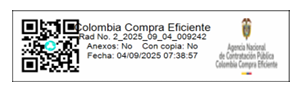 Colombia Compra Eficiente
Rad No. 2_2025_09_04_009242
Anexos: No Con copia: No
Fecha: 04/09/2025 07:38:57
Agencia Nacional
de Contratación Pública
Colombia Compra Eficiente